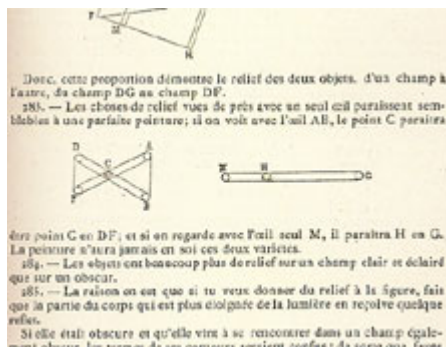 F
M
R
Donc, cette proportion démontre le relief des deux objets, d'un champ à
l'autre, du champ DG au champ DF.
283. — Les choses de relief vues de près avec un seul œil paraissent sem-
blables à une parfaite peinture; si on voit avec l'œil AB, le point C paraîtra
D A
C
M H G
F B
être point C en DF; et si on regarde avec l'œil seul M, il paraîtra H en G.
La peinture n'aura jamais en soi ces deux variétés.
284. — Les objets ont beaucoup plus de relief sur un champ clair et éclairé
que sur un obscur.
285. — La raison en est que si tu veux donner du relief à ta figure, fais
que la partie du corps qui est plus éloignée de la lumière en reçoive quelque
reflet.
Si elle était obscure et qu'elle vint à se rencontrer dans un champ égale-